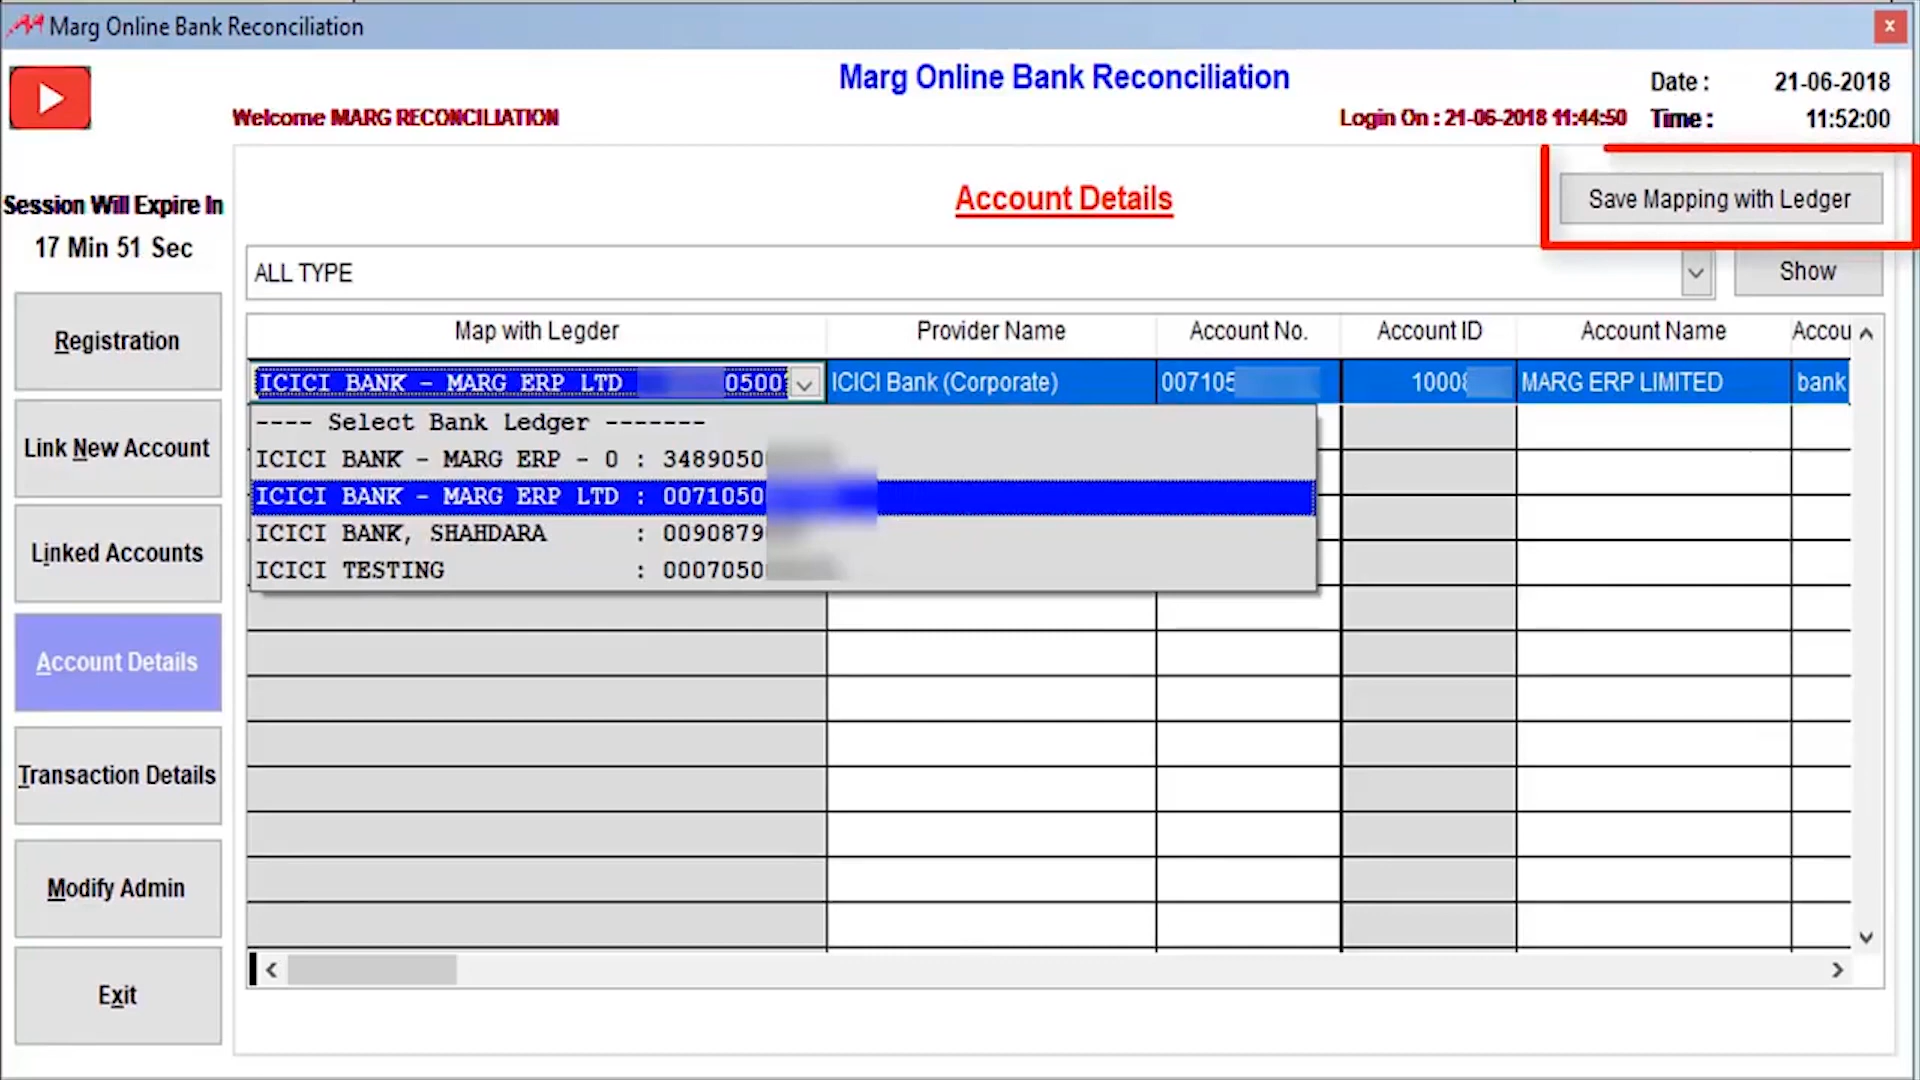 Marg Online Bank Reconciliation
x
Marg Online Bank Reconciliation
Date : 21-06-2018
Welcome MARG RECONCILIATION
Login On : 21-06-2018 11:44:50
Time : 11:52:00
Session Will Expire In
17 Min 51 Sec
Account Details
Save Mapping with Ledger
ALL TYPE
Show
Registration
Link New Account
Linked Accounts
Account Details
Transaction Details
Modify Admin
Exit
Map with Legder Provider Name Account No. Account ID Account Name Accou
ICICI BANK - MARG ERP LTD 0500 ICICI Bank (Corporate) 007105 1000 MARG ERP LIMITED bank
---- Select Bank Ledger -------
ICICI BANK - MARG ERP - O : 3489050
ICICI BANK - MARG ERP LTD : 0071050
ICICI BANK, SHAHDARA : 0090879
ICICI TESTING : 0007050